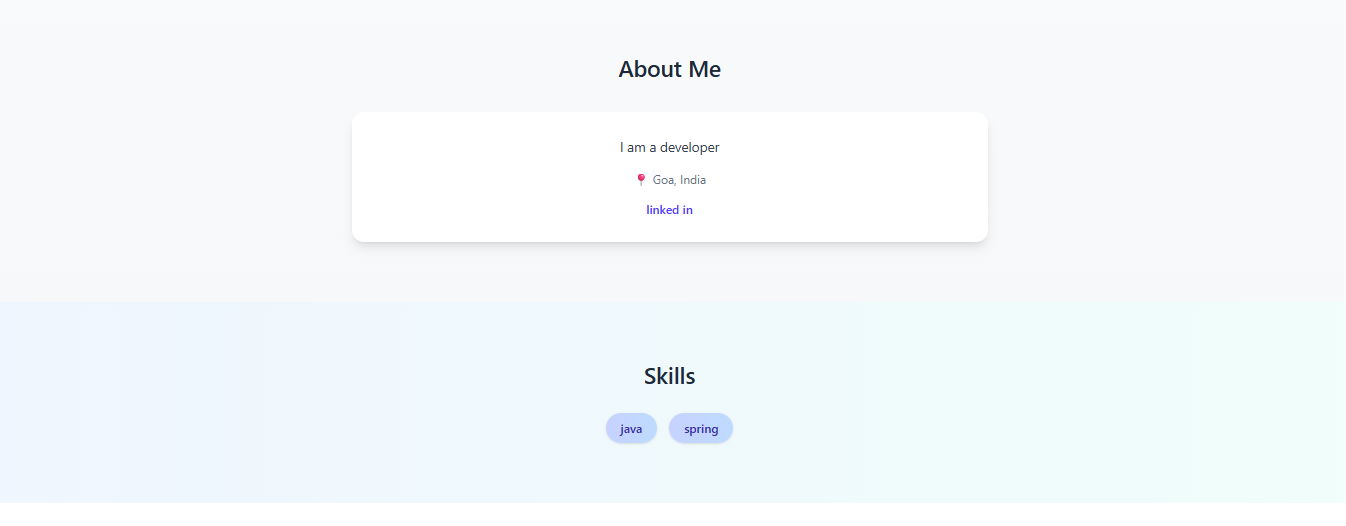 About Me
I am a developer
📍 Goa, India
linked in
Skills
java spring